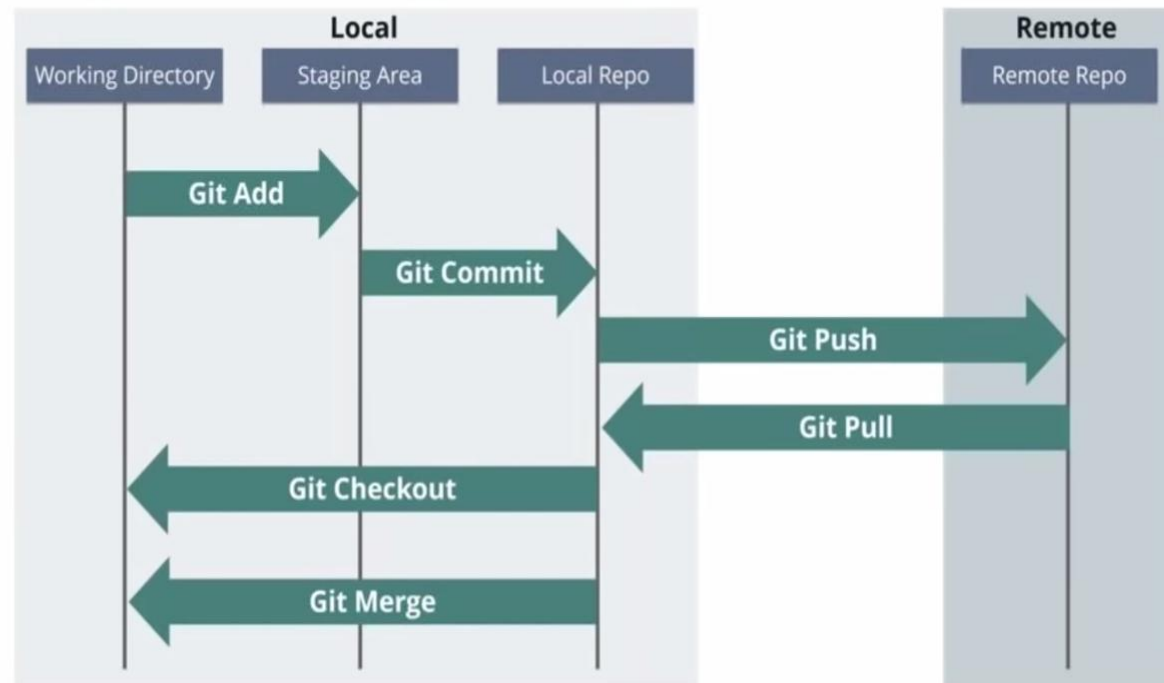 Local
Remote
Working Directory
Staging Area
Local Repo
Remote Repo
Git Add
Git Commit
Git Push
Git Pull
Git Checkout
Git Merge